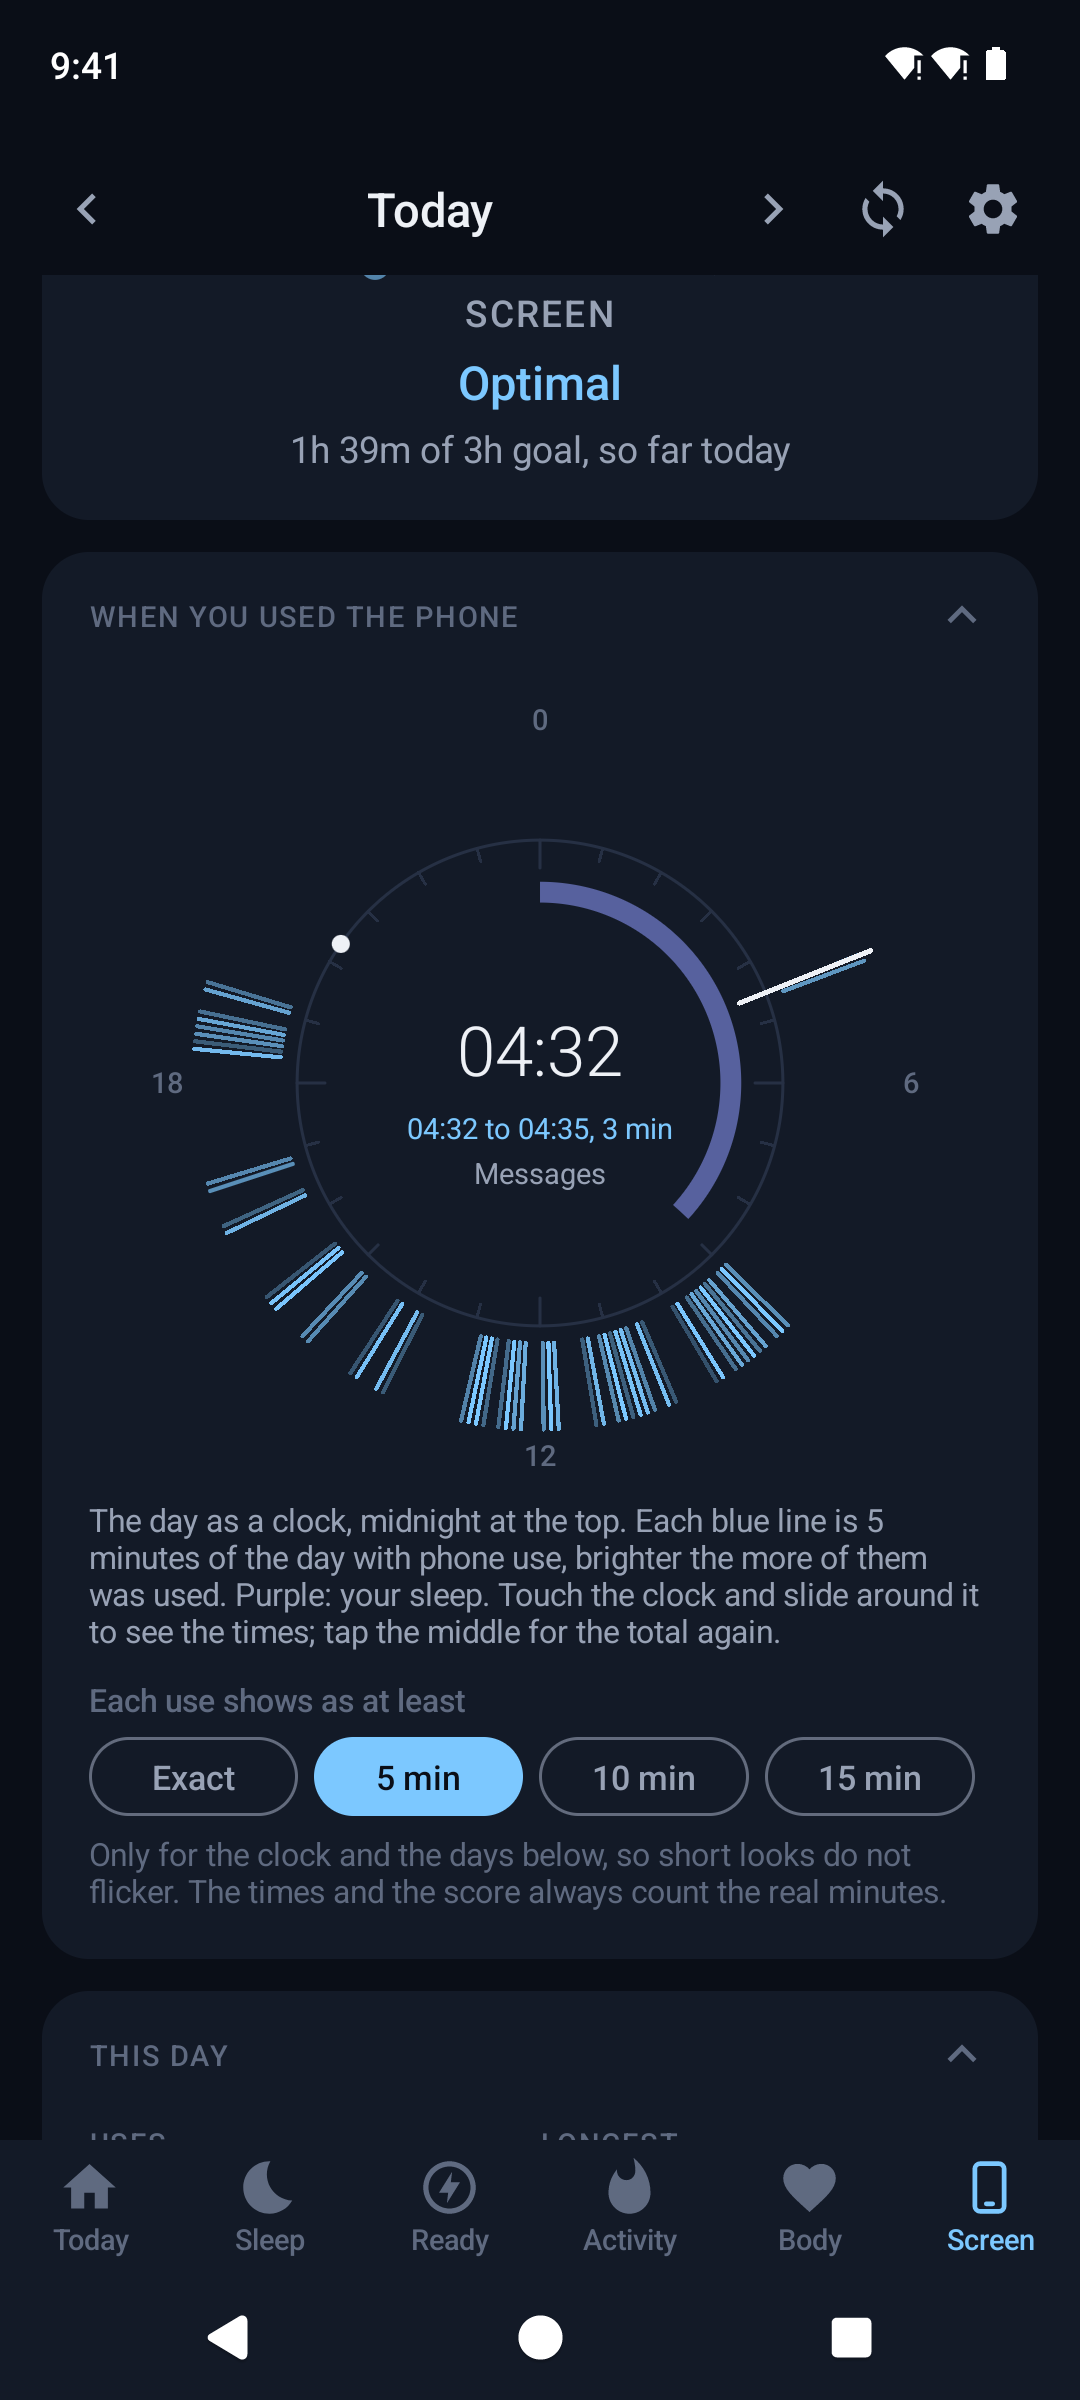 9:41
Today
SCREEN
Optimal
1h 39m of 3h goal, so far today
WHEN YOU USED THE PHONE
0
18
6
12
04:32
04:32 to 04:35, 3 min
Messages
The day as a clock, midnight at the top. Each blue line is 5
minutes of the day with phone use, brighter the more of them
was used. Purple: your sleep. Touch the clock and slide around it
to see the times; tap the middle for the total again.
Each use shows as at least
Exact
5 min
10 min
15 min
Only for the clock and the days below, so short looks do not
flicker. The times and the score always count the real minutes.
THIS DAY
USES
LONGEST
Today
Sleep
Ready
Activity
Body
Screen